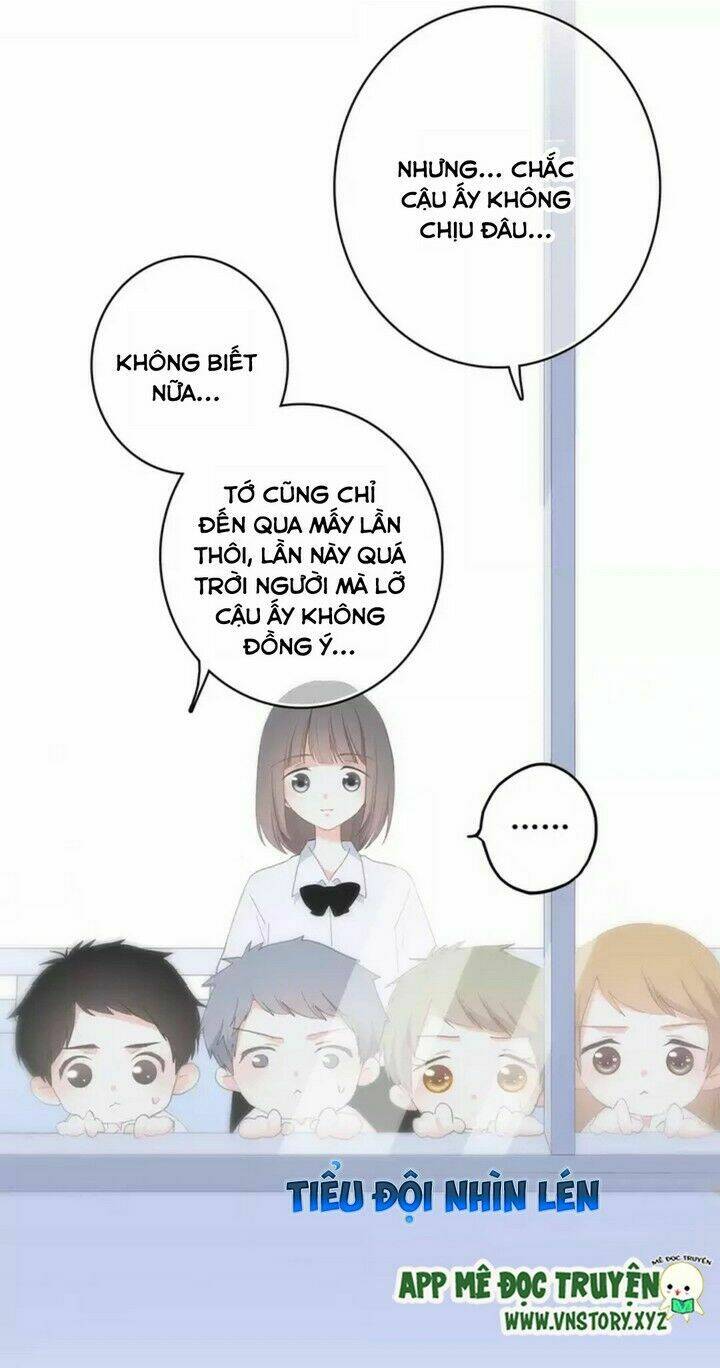 NHƯNG... CHẮC
CẬU ẤY KHÔNG
CHỊU ĐÂU...
KHÔNG BIẾT
NỮA...
TỚ CŨNG CHỈ
ĐẾN QUA MẤY LẦN
THÔI, LẦN NÀY QUÁ
TRỜI NGƯỜI MÀ LỠ
CẬU ẤY KHÔNG
ĐỒNG Ý...
......
TIỂU ĐỘI NHÌN LÉN
MÊ ĐỌC TRUYỆN
APP MÊ ĐỌC TRUYỆN
WWW.VNSTORY.XYZ